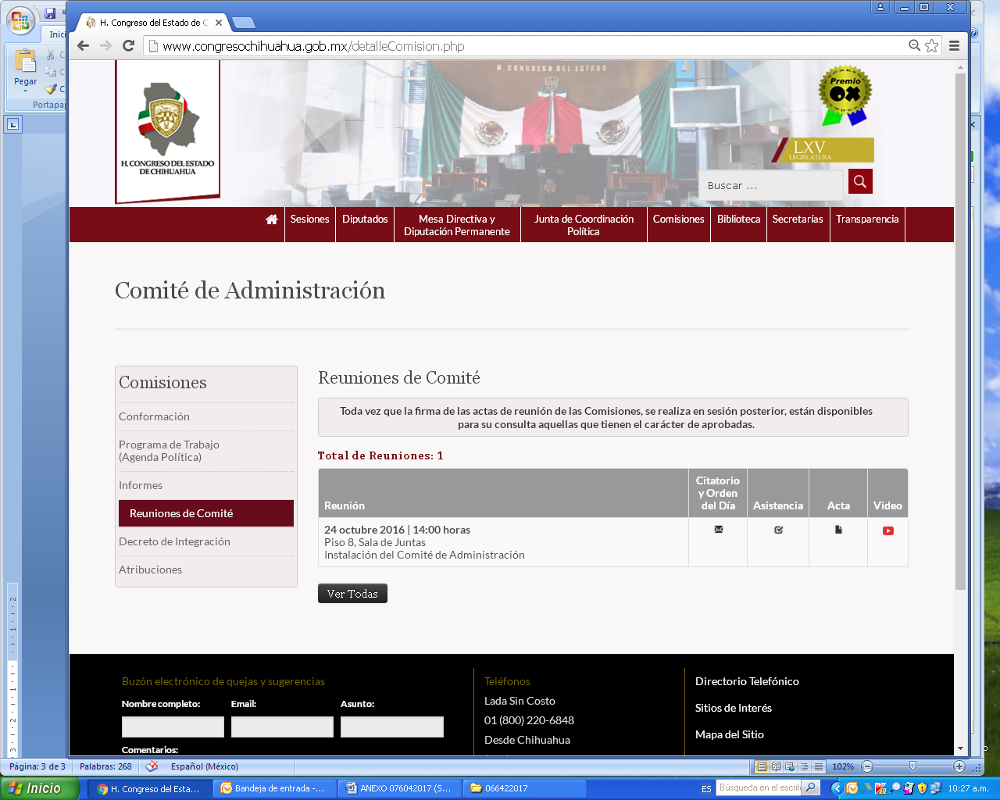 H. Congreso del Estado de C
www.congresochihuahua.gob.mx/detalleComision.php
Inici
Pegar
Portapap
H. CONGRESO DEL ESTADO
DE CHIHUAHUA
H. CONGRESO DEL ESTADO
Premio
OX
LXV
LEGISLATURA
Buscar ...
Sesiones
Diputados
Mesa Directiva y
Diputación Permanente
Junta de Coordinación
Política
Comisiones
Biblioteca
Secretarías
Transparencia
Comité de Administración
Comisiones
Conformación
Programa de Trabajo
(Agenda Política)
Informes
Reuniones de Comité
Decreto de Integración
Atribuciones
Reuniones de Comité
Toda vez que la firma de las actas de reunión de las Comisiones, se realiza en sesión posterior, están disponibles
para su consulta aquellas que tienen el carácter de aprobadas.
Total de Reuniones: 1
Reunión
Citatorio
y Orden
del Día
Asistencia
Acta
Video
24 octubre 2016 | 14:00 horas
Piso 8, Sala de Juntas
Instalación del Comité de Administración
Ver Todas
Buzón electrónico de quejas y sugerencias
Nombre completo:
Email:
Asunto:
Comentarios:
Teléfonos
Lada Sin Costo
01 (800) 220-6848
Desde Chihuahua
Directorio Telefónico
Sitios de Interés
Mapa del Sitio
Página: 3 de 3
Palabras: 268
Español (México)
102%
Inicio
H. Congreso del Esta...
Bandeja de entrada -...
ANEXO 076042017 (S...
066422017
ES
Búsqueda en el escrit
10:27 a.m.